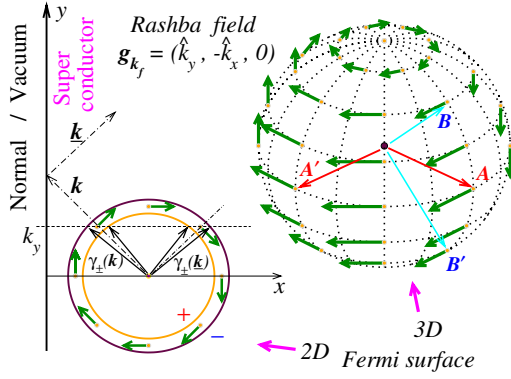 Rashba field
g_{k_f} = (k̂_y , -k̂_x , 0)
Normal / Vacuum
Super
conductor
k
k
k_y
γ_±(k)
γ_±(k)
x
+
−
2D
3D
Fermi surface
A′
A
B
B′